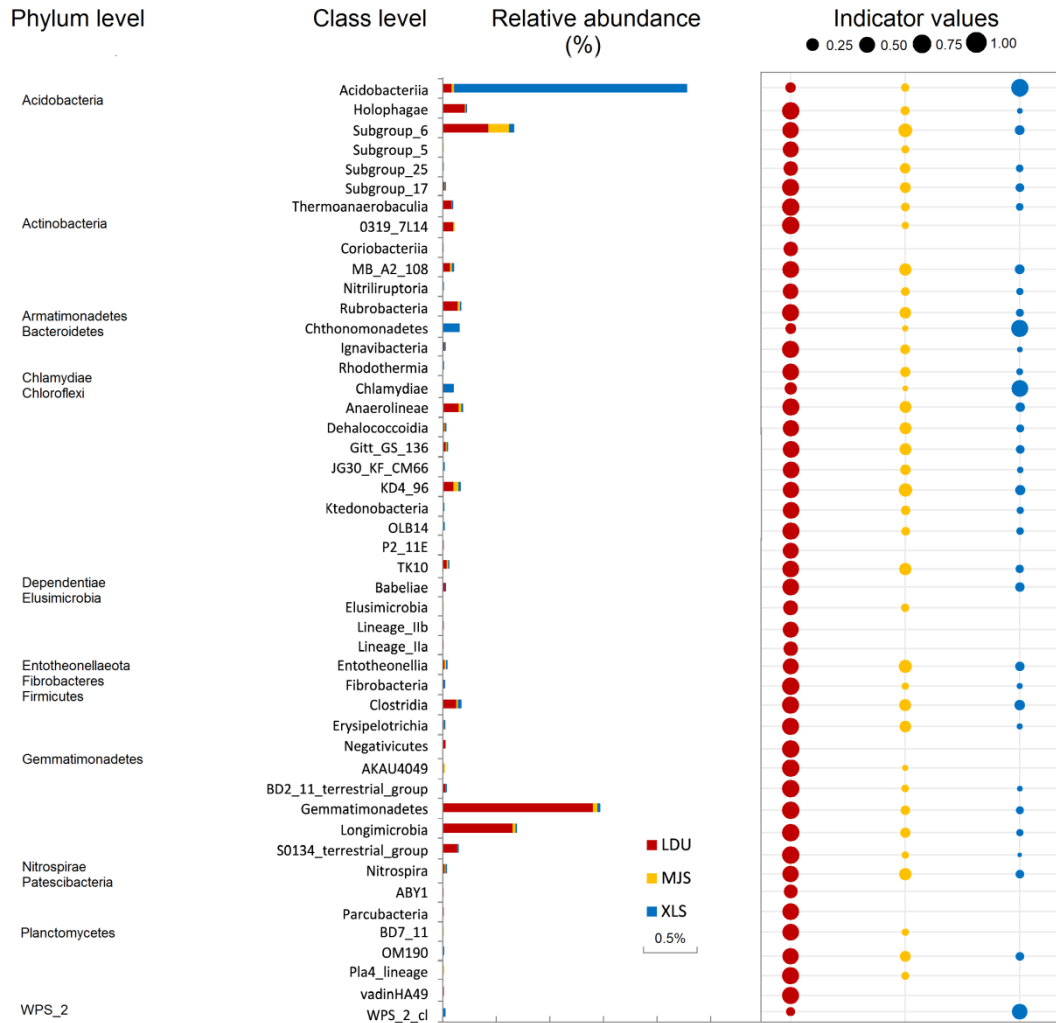 Phylum level
Class level
Relative abundance
(%)
Indicator values
0.25 0.50 0.75 1.00
Acidobacteria
Acidobacteriia
Holophagae
Subgroup_6
Subgroup_5
Subgroup_25
Subgroup_17
Thermoanaerobaculia
Actinobacteria
0319_7L14
Coriobacteriia
MB_A2_108
Nitriliruptoria
Rubrobacteria
Armatimonadetes
Chthonomonadetes
Bacteroidetes
Ignavibacteria
Rhodothermia
Chlamydiae
Chlamydiae
Chloroflexi
Anaerolineae
Dehalococcoidia
Gitt_GS_136
JG30_KF_CM66
KD4_96
Ktedonobacteria
OLB14
P2_11E
TK10
Dependentiae
Babeliae
Elusimicrobia
Elusimicrobia
Lineage_IIb
Lineage_IIa
Entotheonellaeota
Entotheonellia
Fibrobacteres
Fibrobacteria
Firmicutes
Clostridia
Erysipelotrichia
Negativicutes
Gemmatimonadetes
AKAU4049
BD2_11_terrestrial_group
Gemmatimonadetes
Longimicrobia
S0134_terrestrial_group
Nitrospirae
Nitrospira
Patescibacteria
ABY1
Parcubacteria
Planctomycetes
BD7_11
OM190
Pla4_lineage
vadinHA49
WPS_2
WPS_2_cl
LDU
MJS
XLS
0.5%